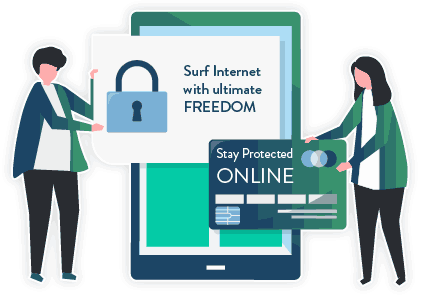 Surf Internet
with ultimate
FREEDOM
Stay Protected
ONLINE